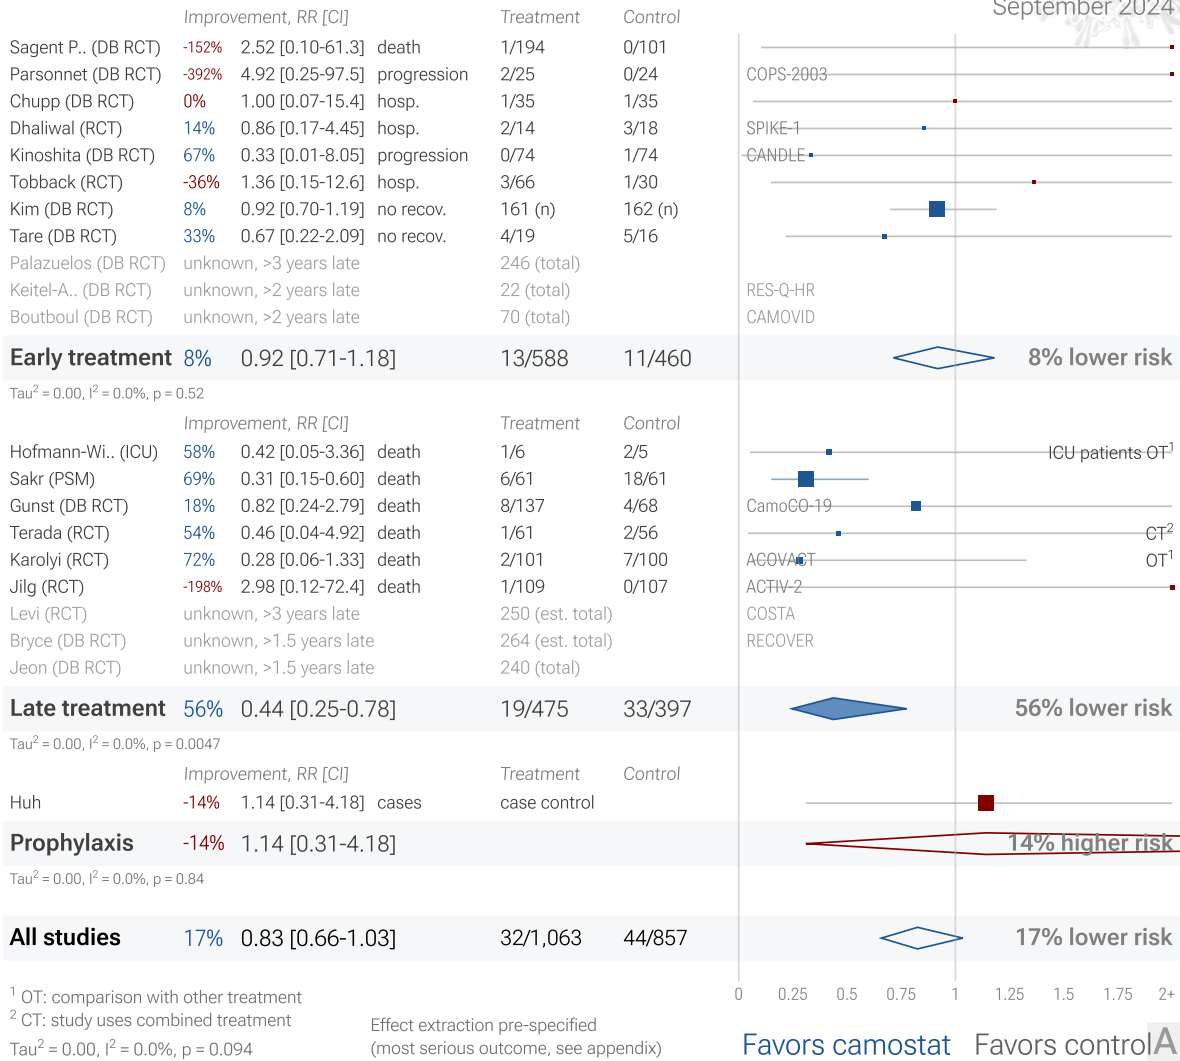 September 2024
Improvement, RR [CI] Treatment Control
Sagent P.. (DB RCT) -152% 2.52 [0.10-61.3] death 1/194 0/101
Parsonnet (DB RCT) -392% 4.92 [0.25-97.5] progression 2/25 0/24 COPS-2003
Chupp (DB RCT) 0% 1.00 [0.07-15.4] hosp. 1/35 1/35
Dhaliwal (RCT) 14% 0.86 [0.17-4.45] hosp. 2/14 3/18 SPIKE-1
Kinoshita (DB RCT) 67% 0.33 [0.01-8.05] progression 0/74 1/74 CANDLE
Tobback (RCT) -36% 1.36 [0.15-12.6] hosp. 3/66 1/30
Kim (DB RCT) 8% 0.92 [0.70-1.19] no recov. 161 (n) 162 (n)
Tare (DB RCT) 33% 0.67 [0.22-2.09] no recov. 4/19 5/16
Palazuelos (DB RCT) unknown, >3 years late 246 (total)
Keitel-A.. (DB RCT) unknown, >2 years late 22 (total) RES-Q-HR
Boutboul (DB RCT) unknown, >2 years late 70 (total) CAMOVID
Early treatment 8% 0.92 [0.71-1.18] 13/588 11/460 8% lower risk
Tau² = 0.00, I² = 0.0%, p = 0.52
Improvement, RR [CI] Treatment Control
Hofmann-Wi.. (ICU) 58% 0.42 [0.05-3.36] death 1/6 2/5 ICU patients OT¹
Sakr (PSM) 69% 0.31 [0.15-0.60] death 6/61 18/61
Gunst (DB RCT) 18% 0.82 [0.24-2.79] death 8/137 4/68 CamoCO-19
Terada (RCT) 54% 0.46 [0.04-4.92] death 1/61 2/56 CT²
Karolyi (RCT) 72% 0.28 [0.06-1.33] death 2/101 7/100 ACOVACT OT¹
Jilg (RCT) -198% 2.98 [0.12-72.4] death 1/109 0/107 ACTIV-2
Levi (RCT) unknown, >3 years late 250 (est. total) COSTA
Bryce (DB RCT) unknown, >1.5 years late 264 (est. total) RECOVER
Jeon (DB RCT) unknown, >1.5 years late 240 (total)
Late treatment 56% 0.44 [0.25-0.78] 19/475 33/397 56% lower risk
Tau² = 0.00, I² = 0.0%, p = 0.0047
Improvement, RR [CI] Treatment Control
Huh -14% 1.14 [0.31-4.18] cases case control
Prophylaxis -14% 1.14 [0.31-4.18] 14% higher risk
Tau² = 0.00, I² = 0.0%, p = 0.84
All studies 17% 0.83 [0.66-1.03] 32/1,063 44/857 17% lower risk
0 0.25 0.5 0.75 1 1.25 1.5 1.75 2+
¹ OT: comparison with other treatment
² CT: study uses combined treatment
Tau² = 0.00, I² = 0.0%, p = 0.094
Effect extraction pre-specified
(most serious outcome, see appendix)
Favors camostat Favors control A